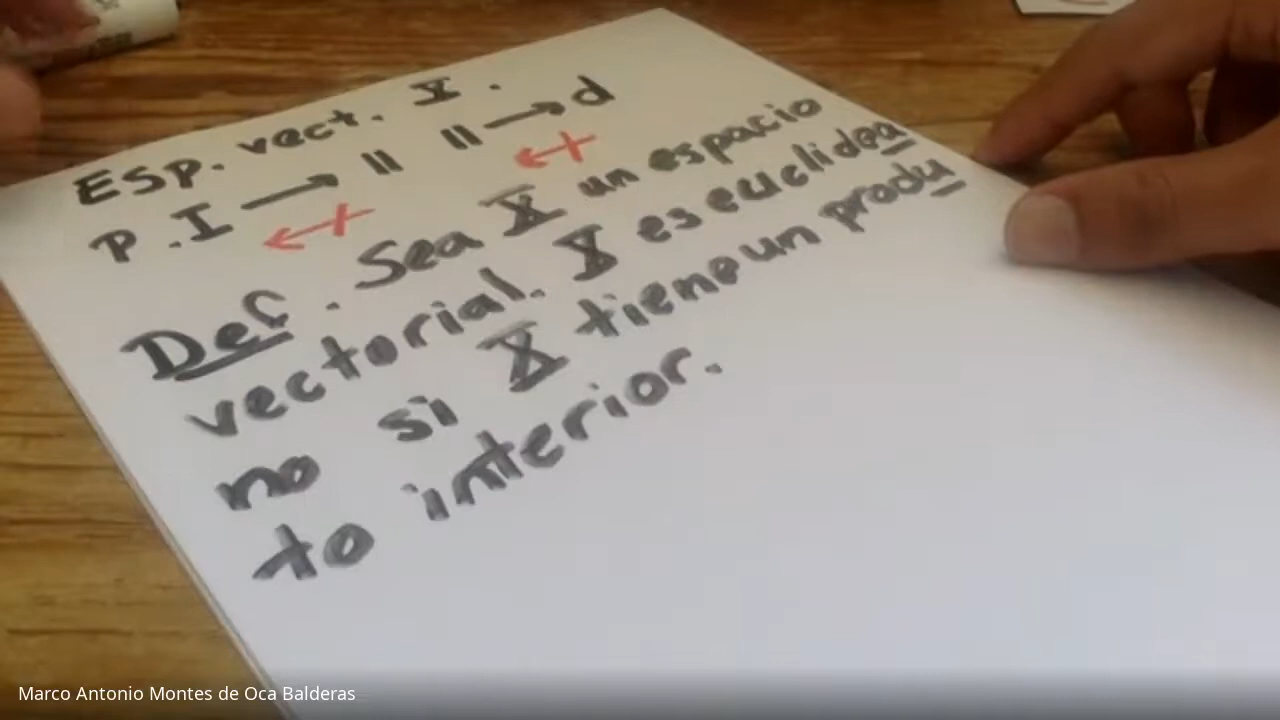 Esp. vect. X.
P.I → || || → d
Def. Sea X un espacio
vectorial. X es euclidea
no si X tiene un produ
to interior.
Marco Antonio Montes de Oca Balderas